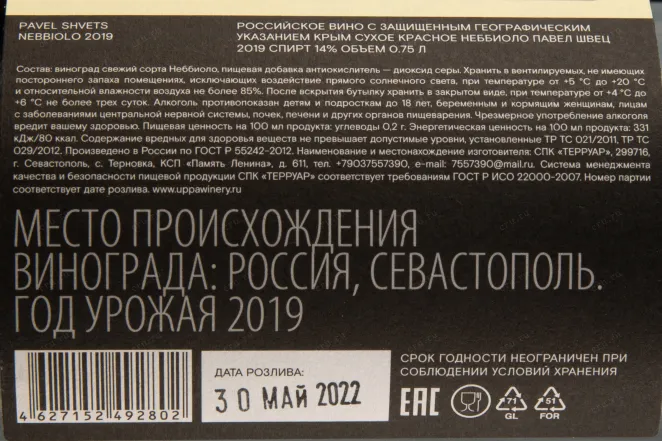 PAVEL SHVETS
NEBBIOLO 2019
РОССИЙСКОЕ ВИНО С ЗАЩИЩЕННЫМ ГЕОГРАФИЧЕСКИМ
УКАЗАНИЕМ КРЫМ СУХОЕ КРАСНОЕ НЕББИОЛО ПАВЕЛ ШВЕЦ
2019 СПИРТ 14% ОБЪЕМ 0.75 Л
Состав: виноград свежий сорта Неббиоло, пищевая добавка антиокислитель — диоксид серы. Хранить в вентилируемых, не имеющих
постороннего запаха помещениях, исключающих воздействие прямого солнечного света, при температуре от +5 °С до +20 °С
и относительной влажности воздуха не более 85%. После вскрытия бутылку хранить в закрытом виде, при температуре от +4 °С до
+6 °С не более трех суток. Алкоголь противопоказан детям и подросткам до 18 лет, беременным и кормящим женщинам, лицам
с заболеваниями центральной нервной системы, почек, печени и других органов пищеварения. Чрезмерное употребление алкоголя
вредит вашему здоровью. Пищевая ценность на 100 мл продукта: углеводы 0,2 г. Энергетическая ценность на 100 мл продукта: 331
кДж/80 ккал. Содержание вредных для здоровья веществ не превышает допустимые уровни, установленные ТР ТС 021/2011, ТР ТС
029/2012. Произведено в России по ГОСТ Р 55242-2012. Наименование и местонахождение изготовителя: СПК «ТЕРРУАР», 299716,
г. Севастополь, с. Терновка, КСП «Память Ленина», д. 611, тел. +79037557390, e-mail: 7557390@mail.ru. Система менеджмента
качества и безопасности пищевой продукции СПК «ТЕРРУАР» соответствует требованиям ГОСТ Р ИСО 22000-2007. Номер партии
соответствует дате розлива. www.uppawinery.ru
МЕСТО ПРОИСХОЖДЕНИЯ
ВИНОГРАДА: РОССИЯ, СЕВАСТОПОЛЬ.
ГОД УРОЖАЯ 2019
4 627152 492802
ДАТА РОЗЛИВА:
30 МАЙ 2022
СРОК ГОДНОСТИ НЕОГРАНИЧЕН ПРИ
СОБЛЮДЕНИИ УСЛОВИЙ ХРАНЕНИЯ
ЕАС
71
GL
51
FOR